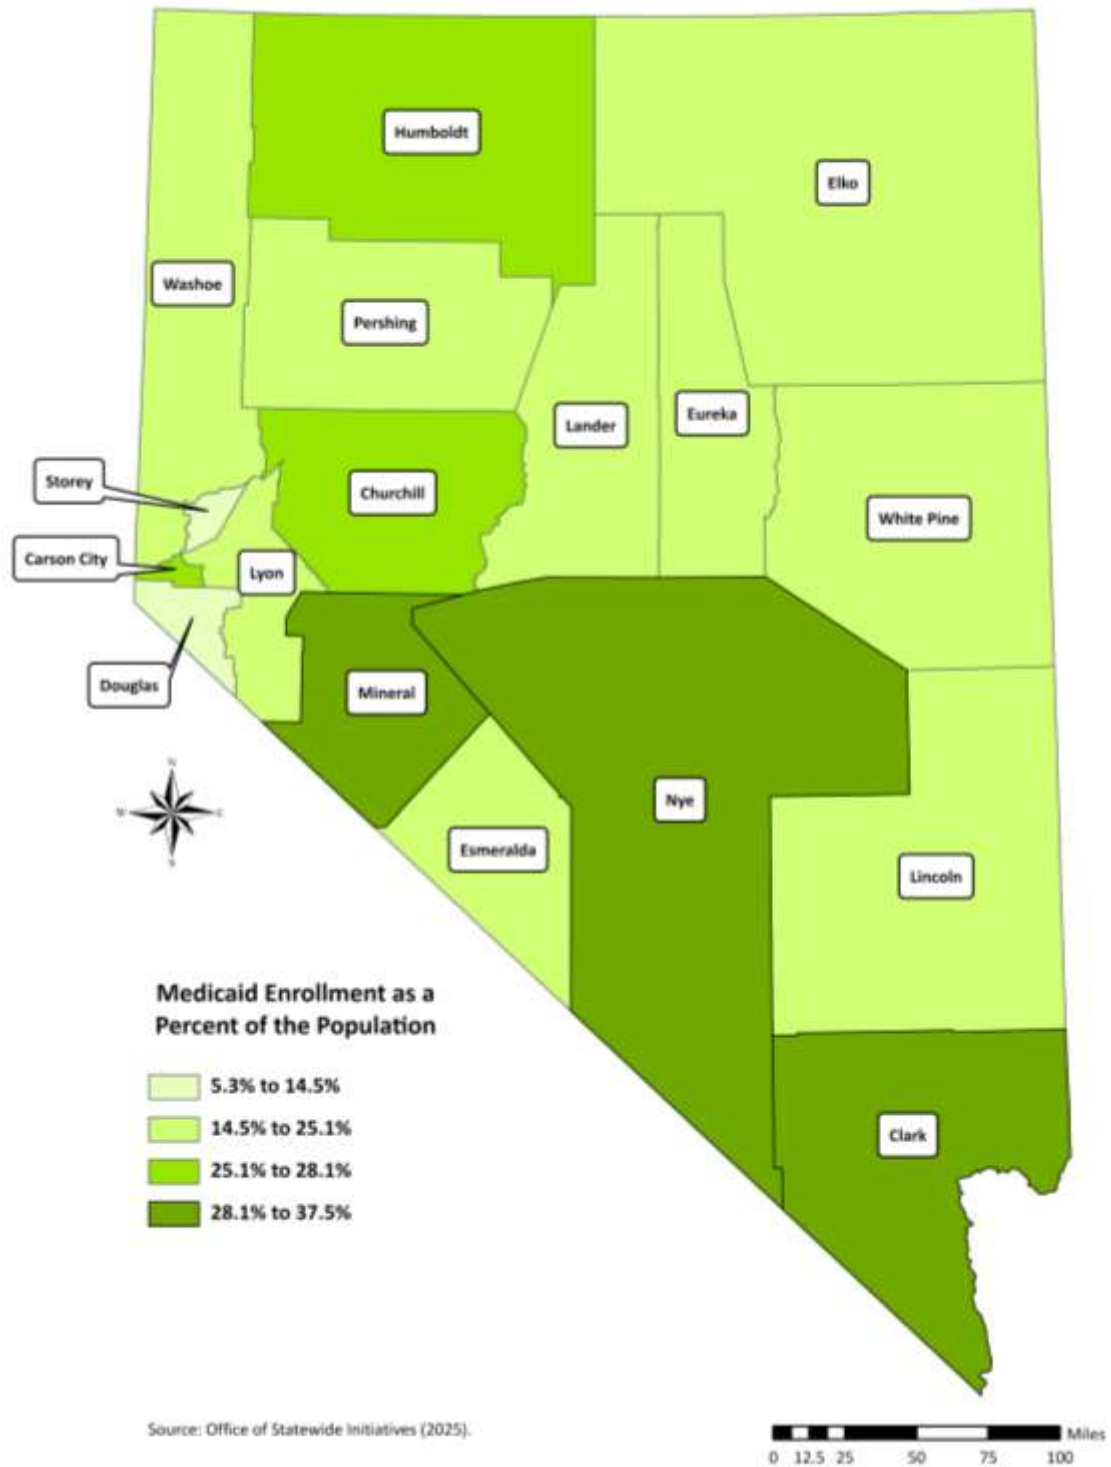 Humboldt
Elko
Washoe
Pershing
Eureka
Lander
Storey
Churchill
White Pine
Carson City
Lyon
Douglas
Mineral
N
W
E
S
Nye
Esmeralda
Lincoln
Medicaid Enrollment as a
Percent of the Population
5.3% to 14.5%
14.5% to 25.1%
25.1% to 28.1%
28.1% to 37.5%
Clark
Source: Office of Statewide Initiatives (2025).
Miles
0 12.5 25 50 75 100